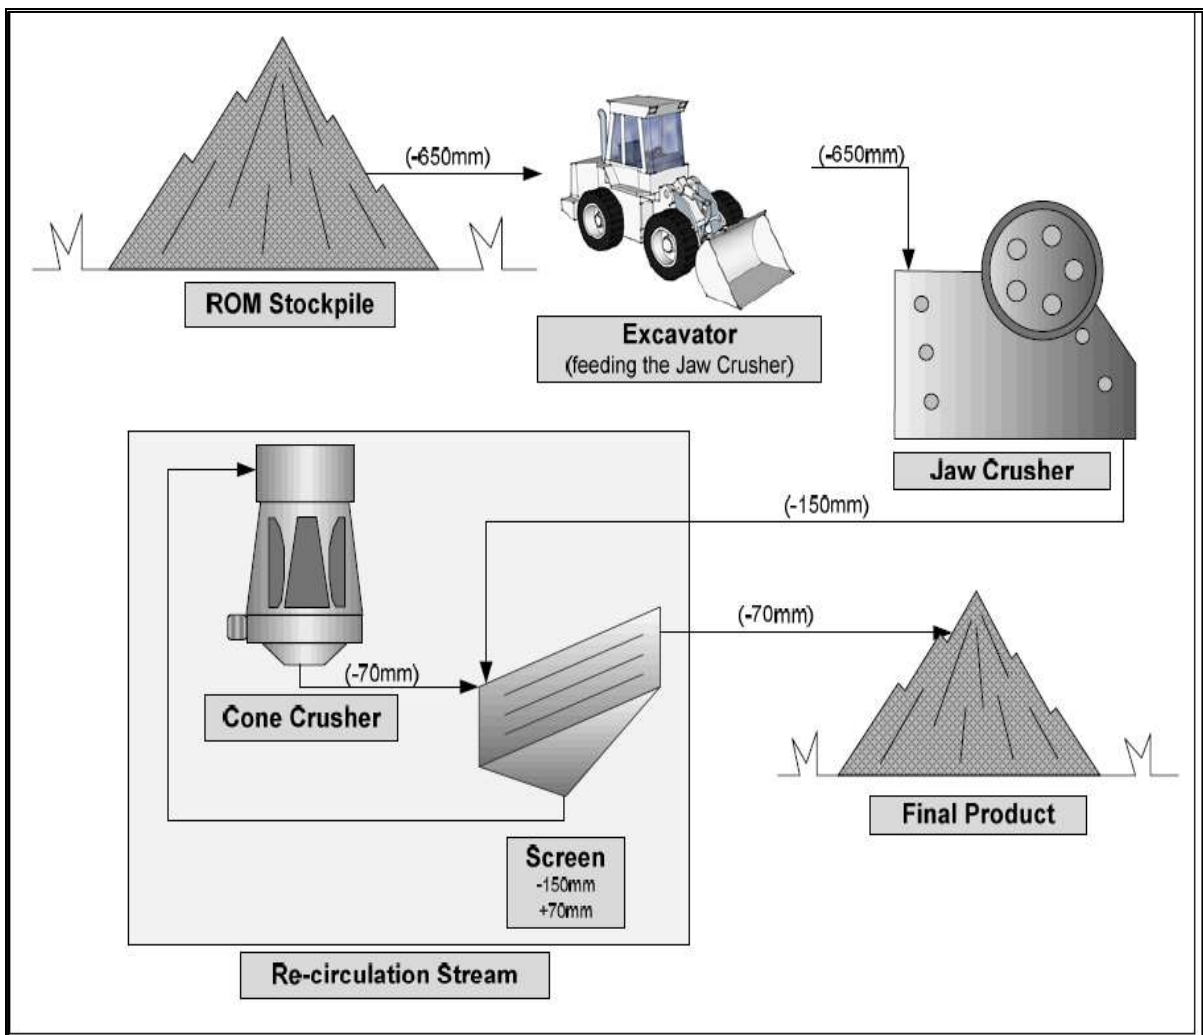 (-650mm)
(-650mm)
ROM Stockpile
Excavator
(feeding the Jaw Crusher)
Jaw Crusher
(-150mm)
(-70mm)
(-70mm)
Cone Crusher
Final Product
Screen
-150mm
+70mm
Re-circulation Stream